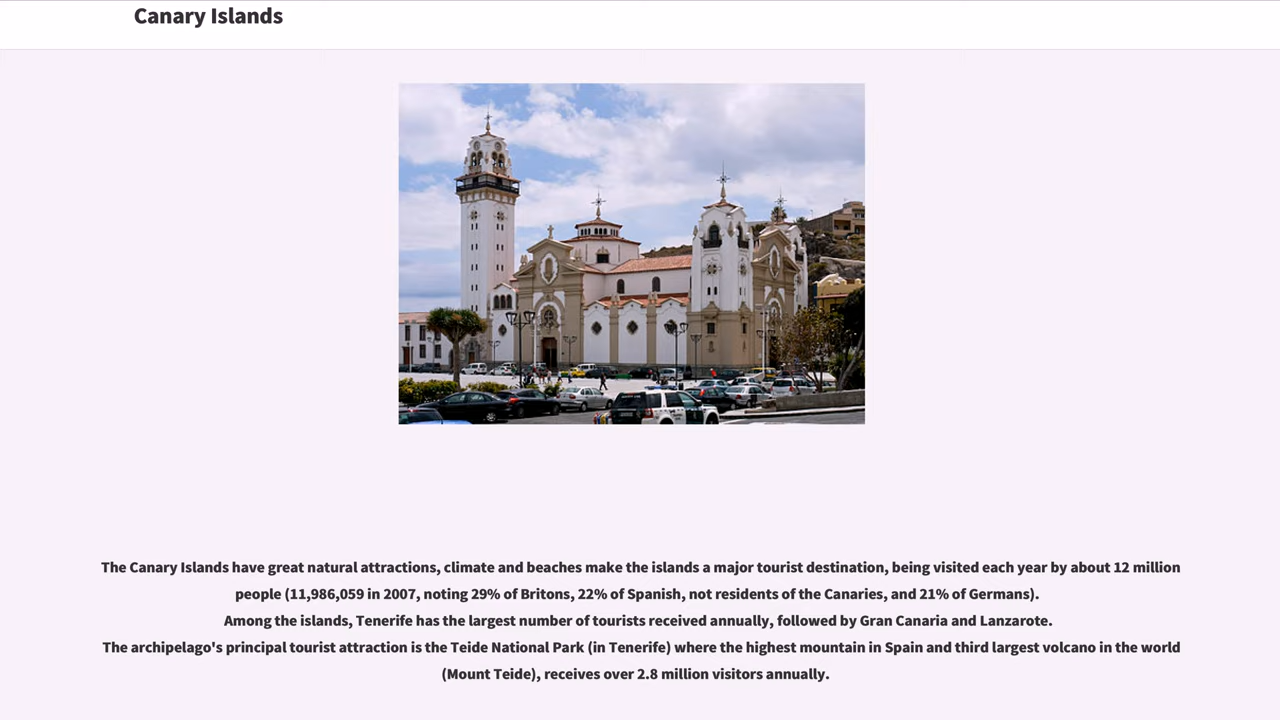 Canary Islands
The Canary Islands have great natural attractions, climate and beaches make the islands a major tourist destination, being visited each year by about 12 million
people (11,986,059 in 2007, noting 29% of Britons, 22% of Spanish, not residents of the Canaries, and 21% of Germans).
Among the islands, Tenerife has the largest number of tourists received annually, followed by Gran Canaria and Lanzarote.
The archipelago's principal tourist attraction is the Teide National Park (in Tenerife) where the highest mountain in Spain and third largest volcano in the world
(Mount Teide), receives over 2.8 million visitors annually.